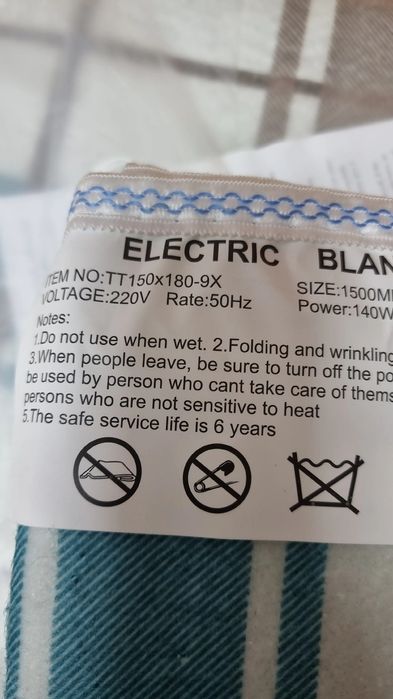 ELECTRIC BLAN
ITEM NO:TT150x180-9X
SIZE:1500M
VOLTAGE:220V Rate:50Hz
Power:140W
Notes:
1.Do not use when wet. 2.Folding and wrinkling
3.When people leave, be sure to turn off the po
be used by person who cant take care of thems
persons who are not sensitive to heat
5.The safe service life is 6 years